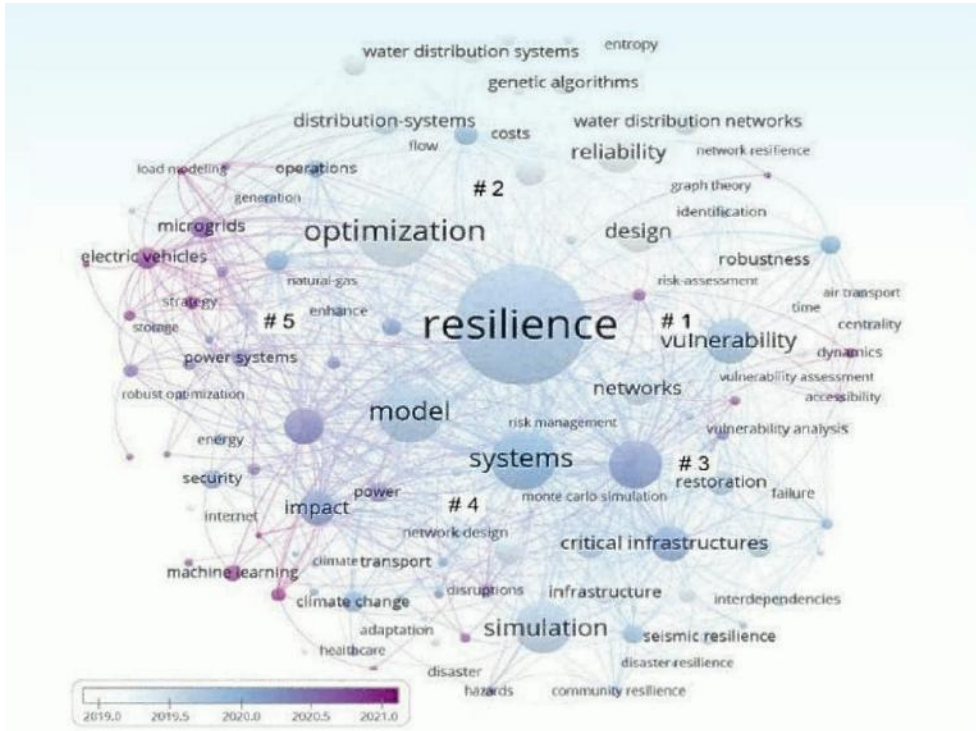 water distribution systems
entropy
genetic algorithms
distribution-systems
costs
water distribution networks
flow
reliability
network resilience
load modeling
operations
graph theory
# 2
generation
identification
microgrids
optimization
design
electric vehicles
robustness
natural-gas
risk-assessment
air transport
strategy
enhance
time
storage
# 5
resilience
# 1
centrality
vulnerability
dynamics
power systems
vulnerability assessment
robust optimization
networks
accessibility
model
risk management
vulnerability analysis
energy
systems
# 3
security
restoration
power
monte carlo simulation
failure
impact
# 4
internet
network design
critical infrastructures
climate
transport
machine learning
disruptions
infrastructure
climate change
interdependencies
adaptation
simulation
seismic resilience
healthcare
disaster
disaster resilience
hazards
community resilience
2019.0
2019.5
2020.0
2020.5
2021.0